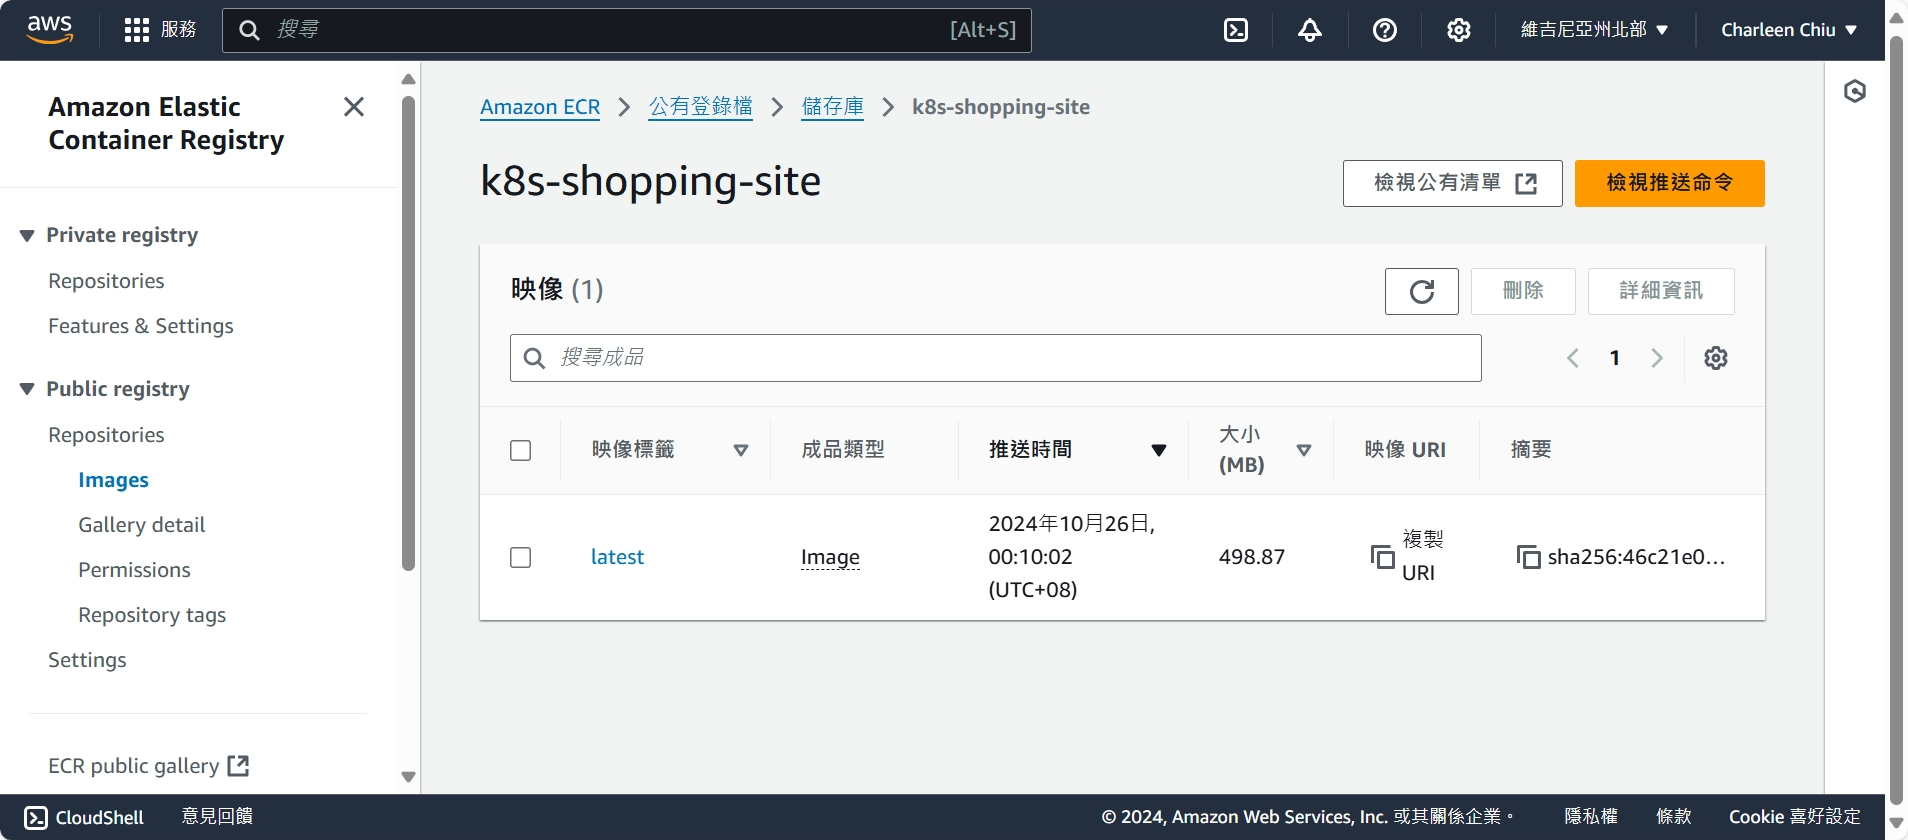 aws
服務
搜尋
[Alt+S]
維吉尼亞州北部
Charleen Chiu
Amazon Elastic
Container Registry
Private registry
Repositories
Features & Settings
Public registry
Repositories
Images
Gallery detail
Permissions
Repository tags
Settings
ECR public gallery
Amazon ECR
公有登錄檔
儲存庫
k8s-shopping-site
k8s-shopping-site
檢視公有清單
檢視推送命令
映像 (1)
刪除
詳細資訊
搜尋成品
1
映像標籤
成品類型
推送時間
大小
(MB)
映像 URI
摘要
latest
Image
2024年10月26日,
00:10:02
(UTC+08)
498.87
複製
URI
sha256:46c21e0...
CloudShell
意見回饋
© 2024, Amazon Web Services, Inc. 或其關係企業。
隱私權
條款
Cookie 喜好設定